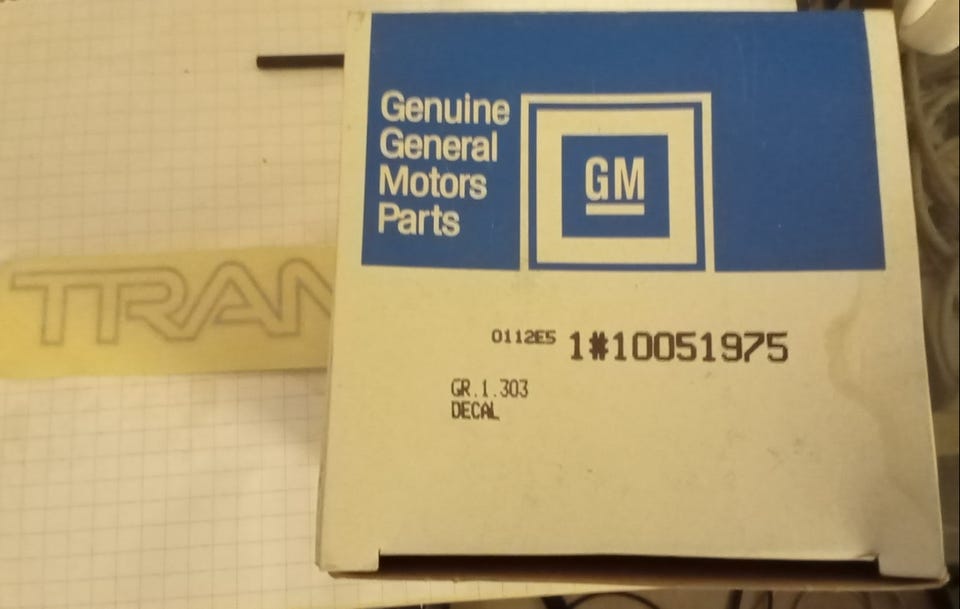 Genuine
General
Motors
Parts
GM
TRAN
0112E5 1#10051975
GR.1.303
DECAL